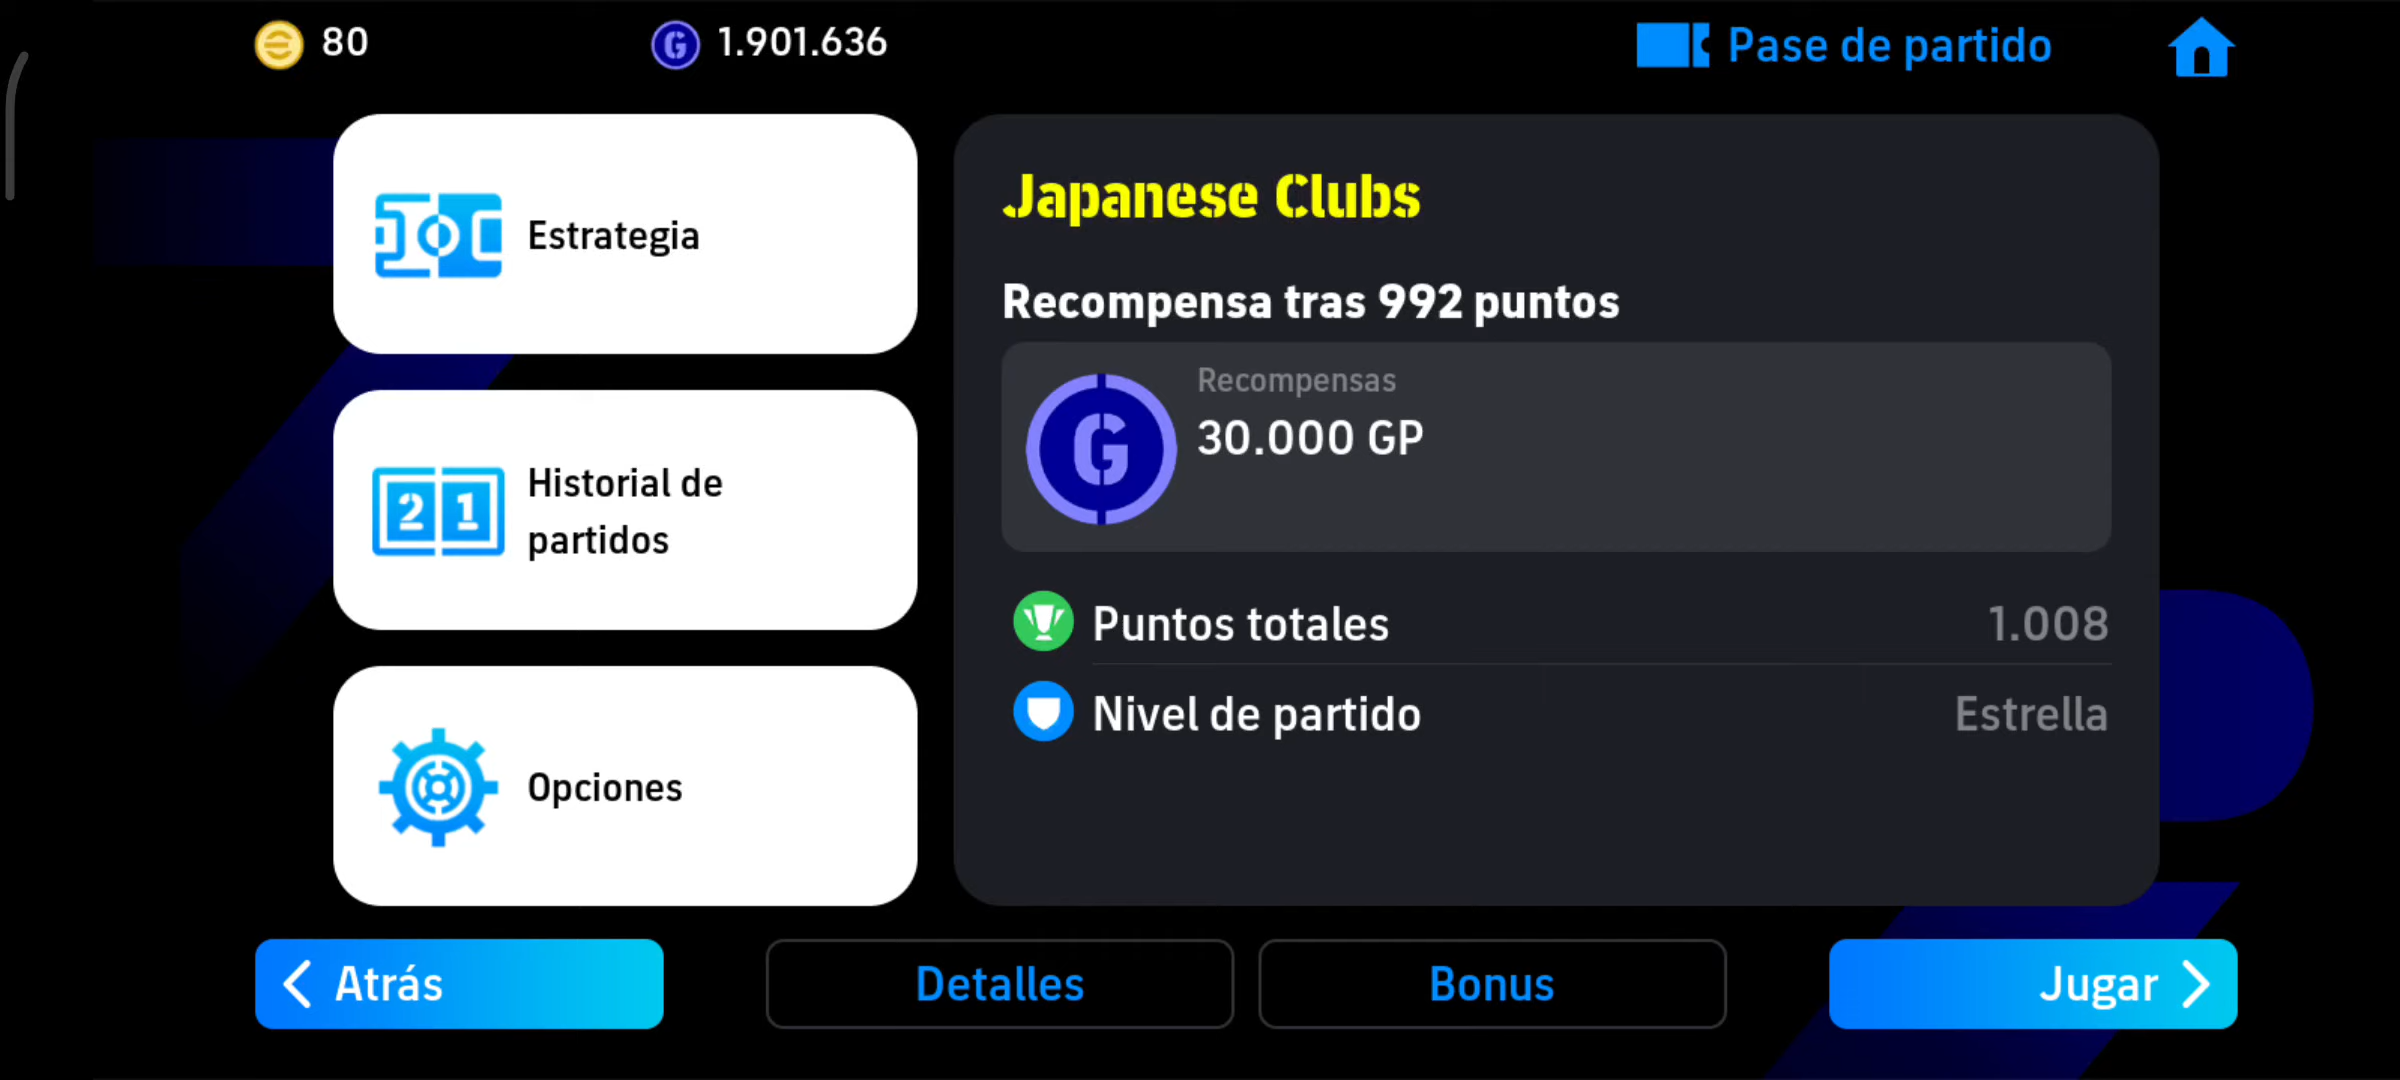 80
1.901.636
Pase de partido
Estrategia
Historial de
partidos
21
Opciones
Japanese Clubs
Recompensa tras 992 puntos
G
Recompensas
30.000 GP
Puntos totales
1.008
Nivel de partido
Estrella
Atrás
Detalles
Bonus
Jugar